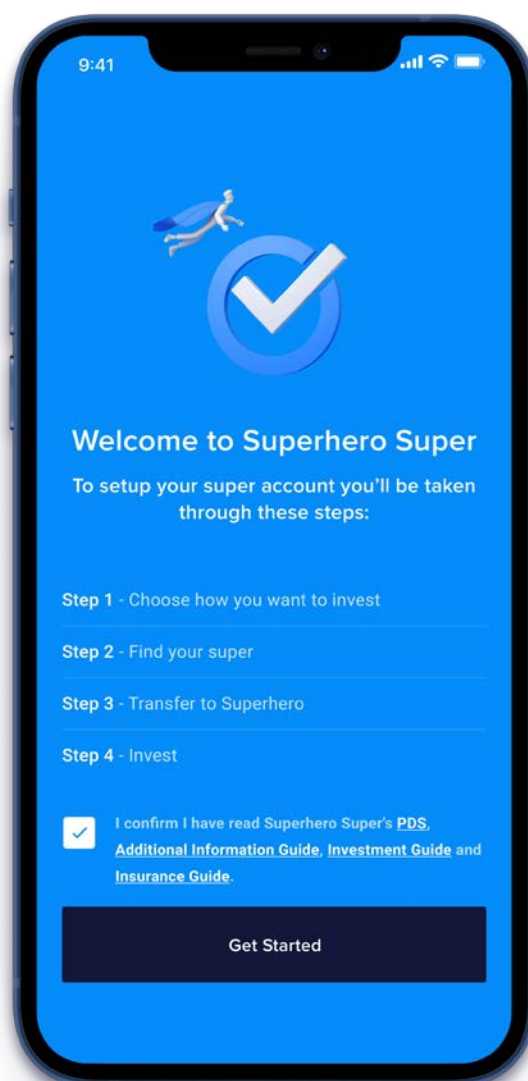 9:41
Welcome to Superhero Super
To setup your super account you'll be taken
through these steps:
Step 1 - Choose how you want to invest
Step 2 - Find your super
Step 3 - Transfer to Superhero
Step 4 - Invest
I confirm I have read Superhero Super's PDS,
Additional Information Guide, Investment Guide and
Insurance Guide.
Get Started